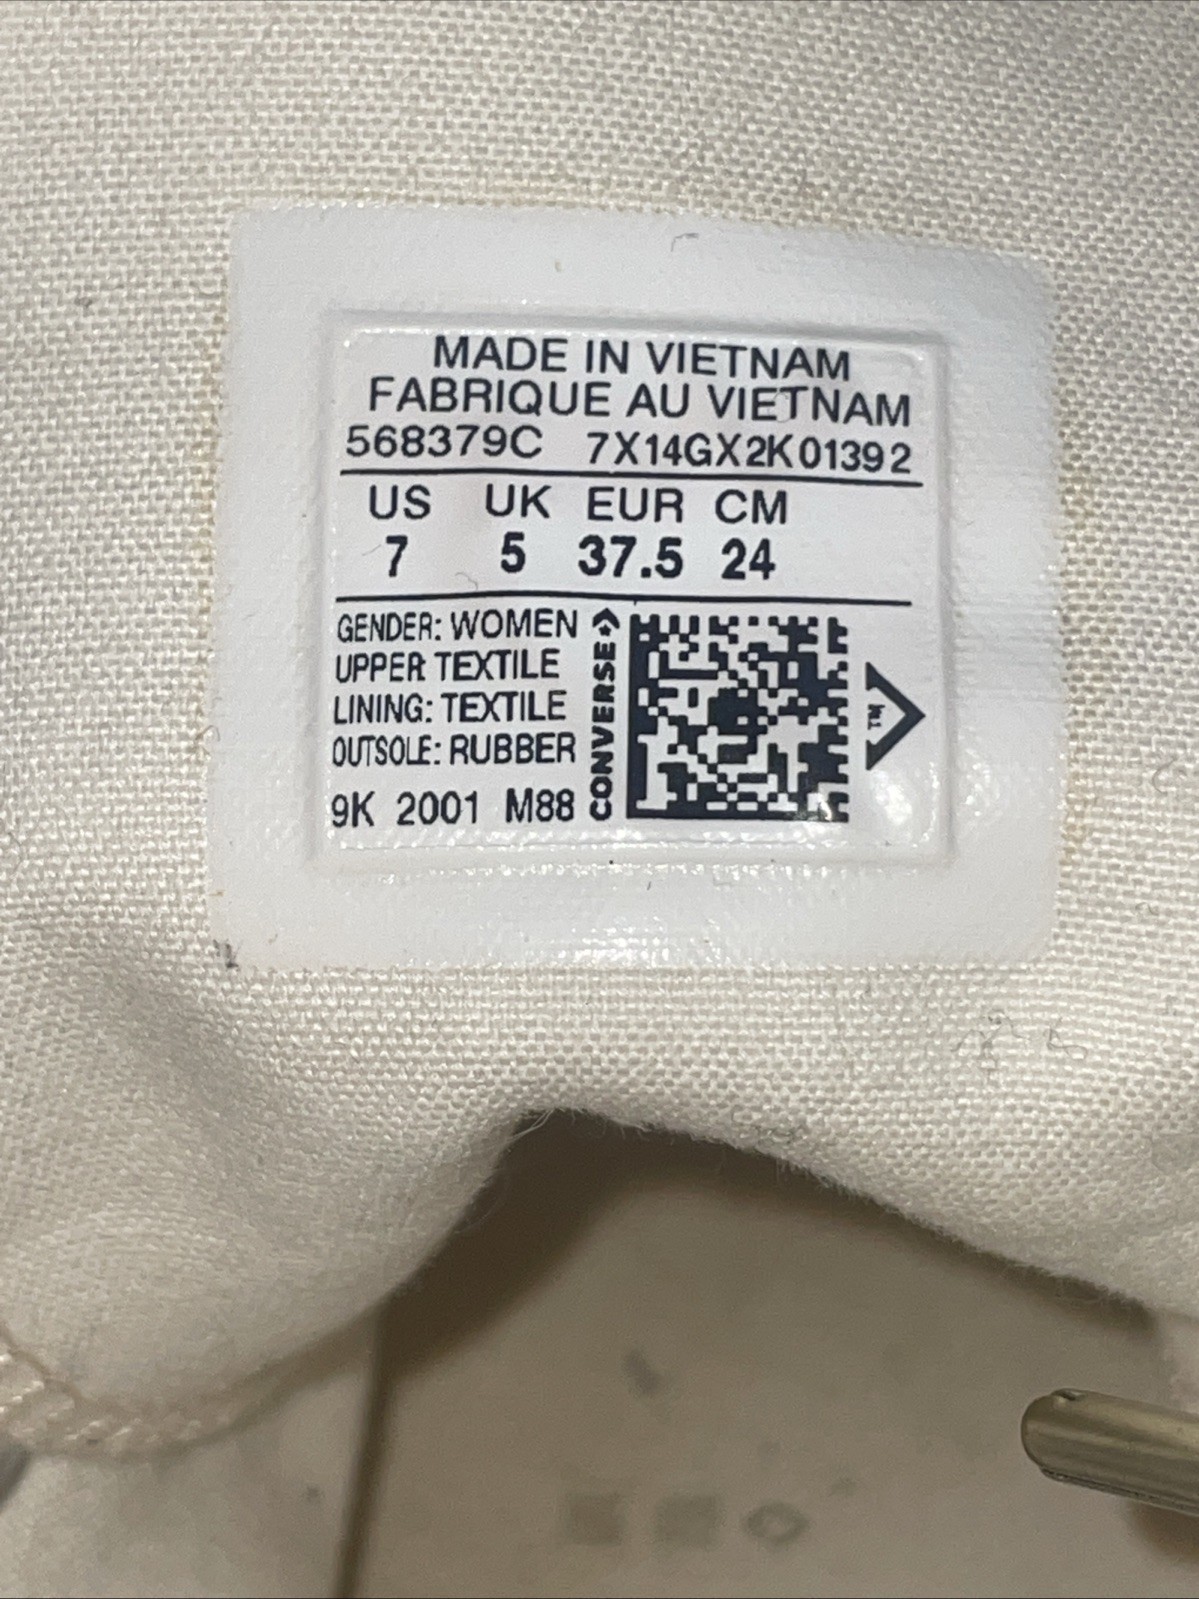 MADE IN VIETNAM
FABRIQUE AU VIETNAM
568379C 7X14GX2K01392
US UK EUR CM
7 5 37.5 24
GENDER: WOMEN
UPPER TEXTILE
LINING: TEXTILE
OUTSOLE: RUBBER
9K 2001 M88
CONVERSE